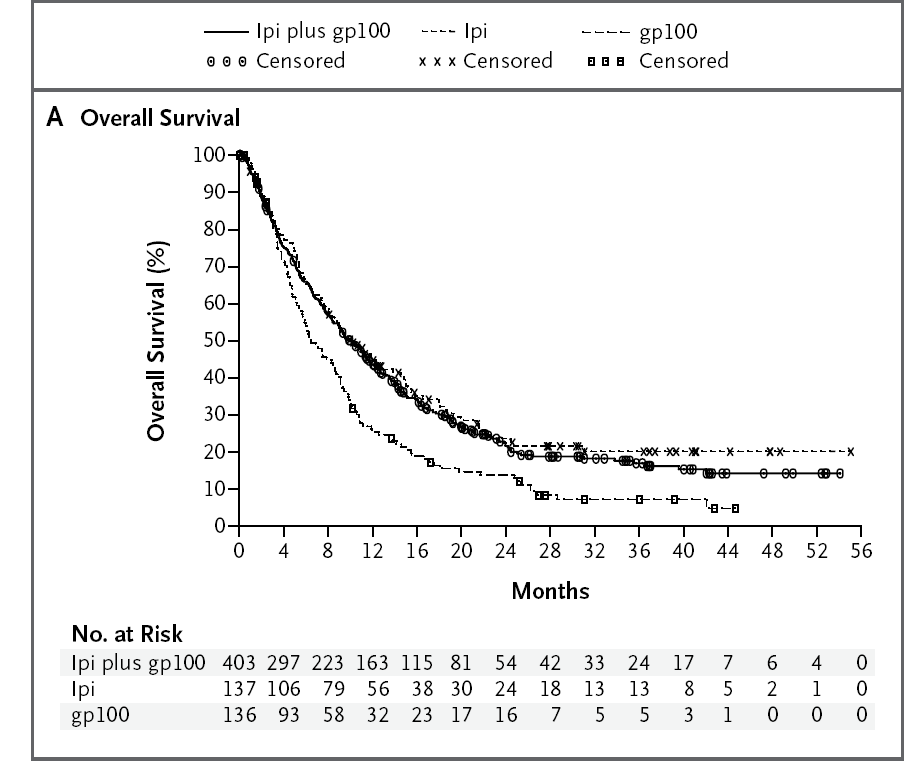 Ipi plus gp100 Ipi gp100
Censored Censored Censored
A Overall Survival
100
90
80
70
60
50
40
30
20
10
0
Overall Survival (%)
0 4 8 12 16 20 24 28 32 36 40 44 48 52 56
Months
No. at Risk
Ipi plus gp100 403 297 223 163 115 81 54 42 33 24 17 7 6 4 0
Ipi 137 106 79 56 38 30 24 18 13 13 8 5 2 1 0
gp100 136 93 58 32 23 17 16 7 5 5 3 1 0 0 0